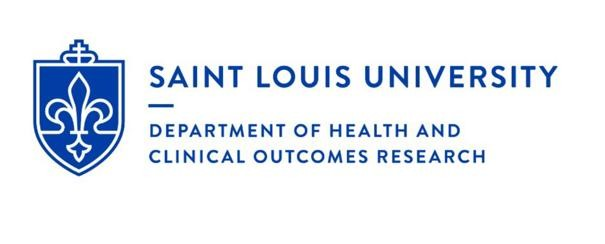 SAINT LOUIS UNIVERSITY
DEPARTMENT OF HEALTH AND
CLINICAL OUTCOMES RESEARCH